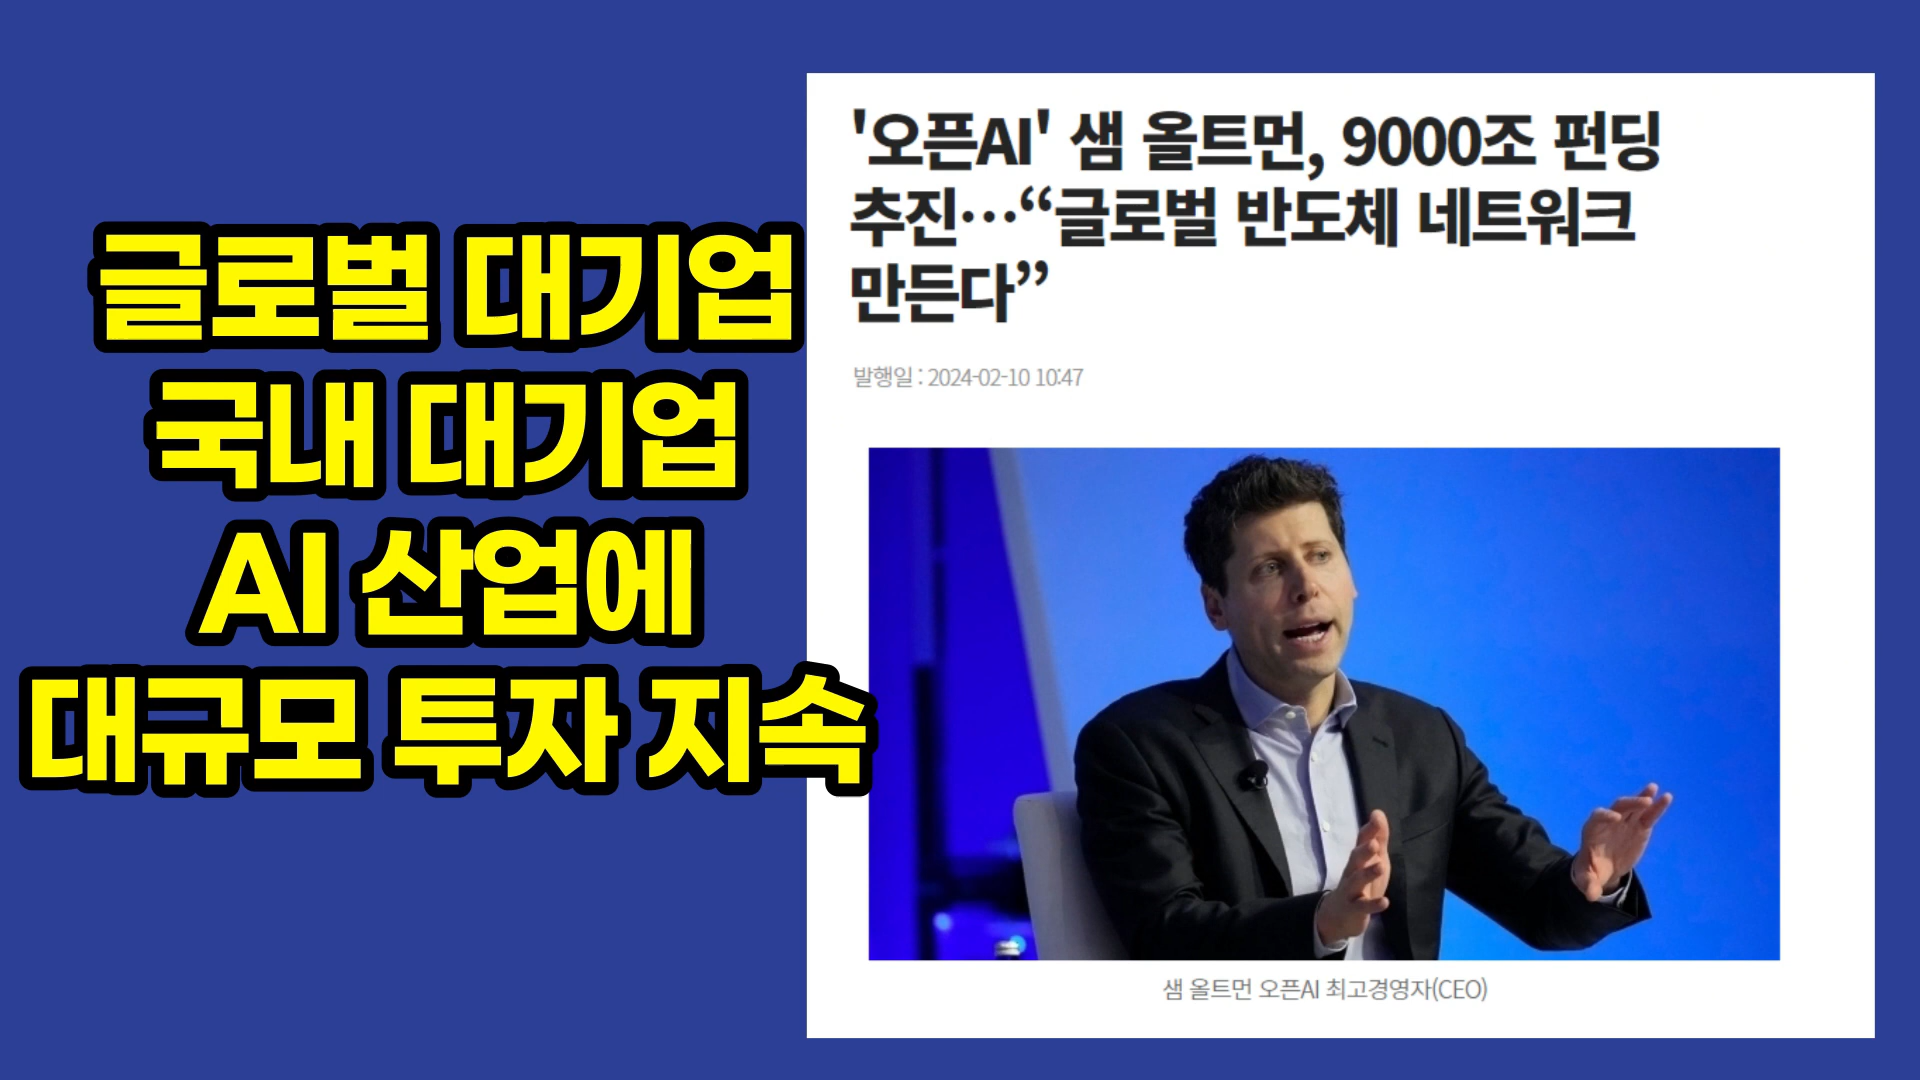 글로벌 대기업
국내 대기업
AI 산업에
대규모 투자 지속
'오픈AI' 샘 올트먼, 9000조 펀딩
추진…“글로벌 반도체 네트워크
만든다”
발행일 : 2024-02-10 10:47
샘 올트먼 오픈AI 최고경영자(CEO)